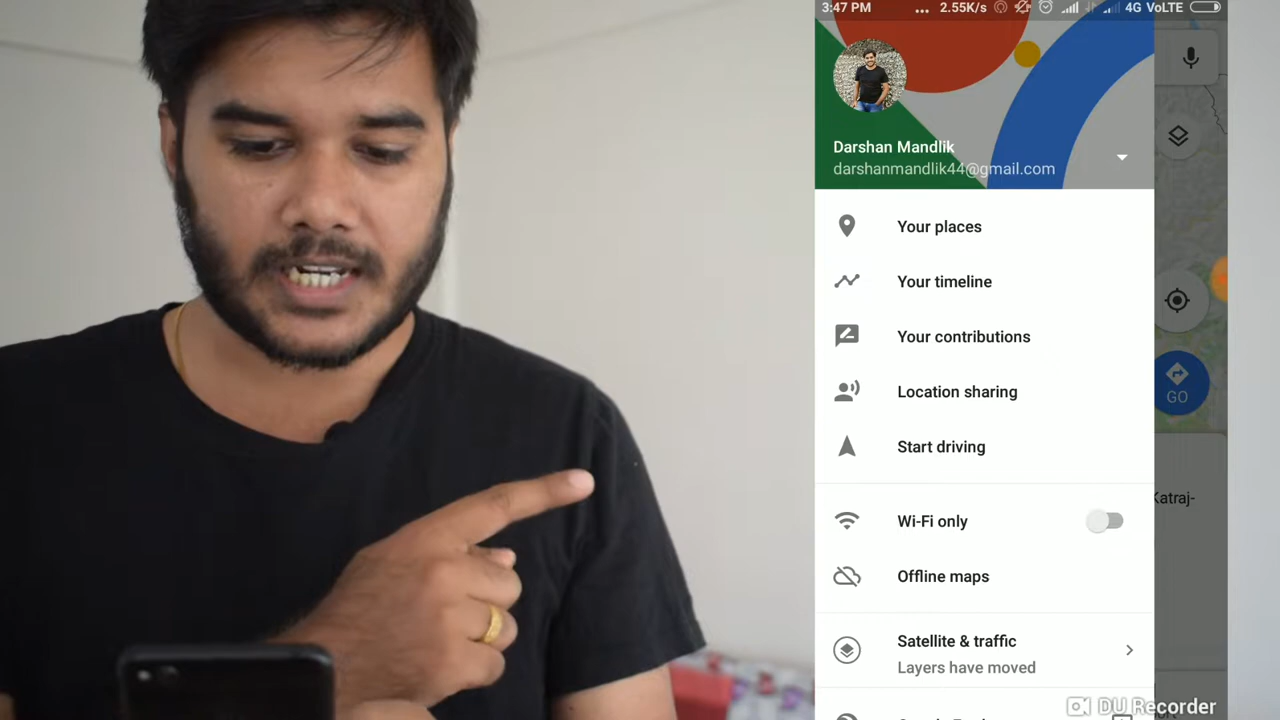 3:47 PM ... 2.55K/s 4G VoLTE
Darshan Mandlik
darshanmandlik44@gmail.com
Your places
Your timeline
Your contributions
Location sharing
Start driving
Wi-Fi only
Offline maps
Satellite & traffic
Layers have moved
GO
Katraj-
DU Recorder